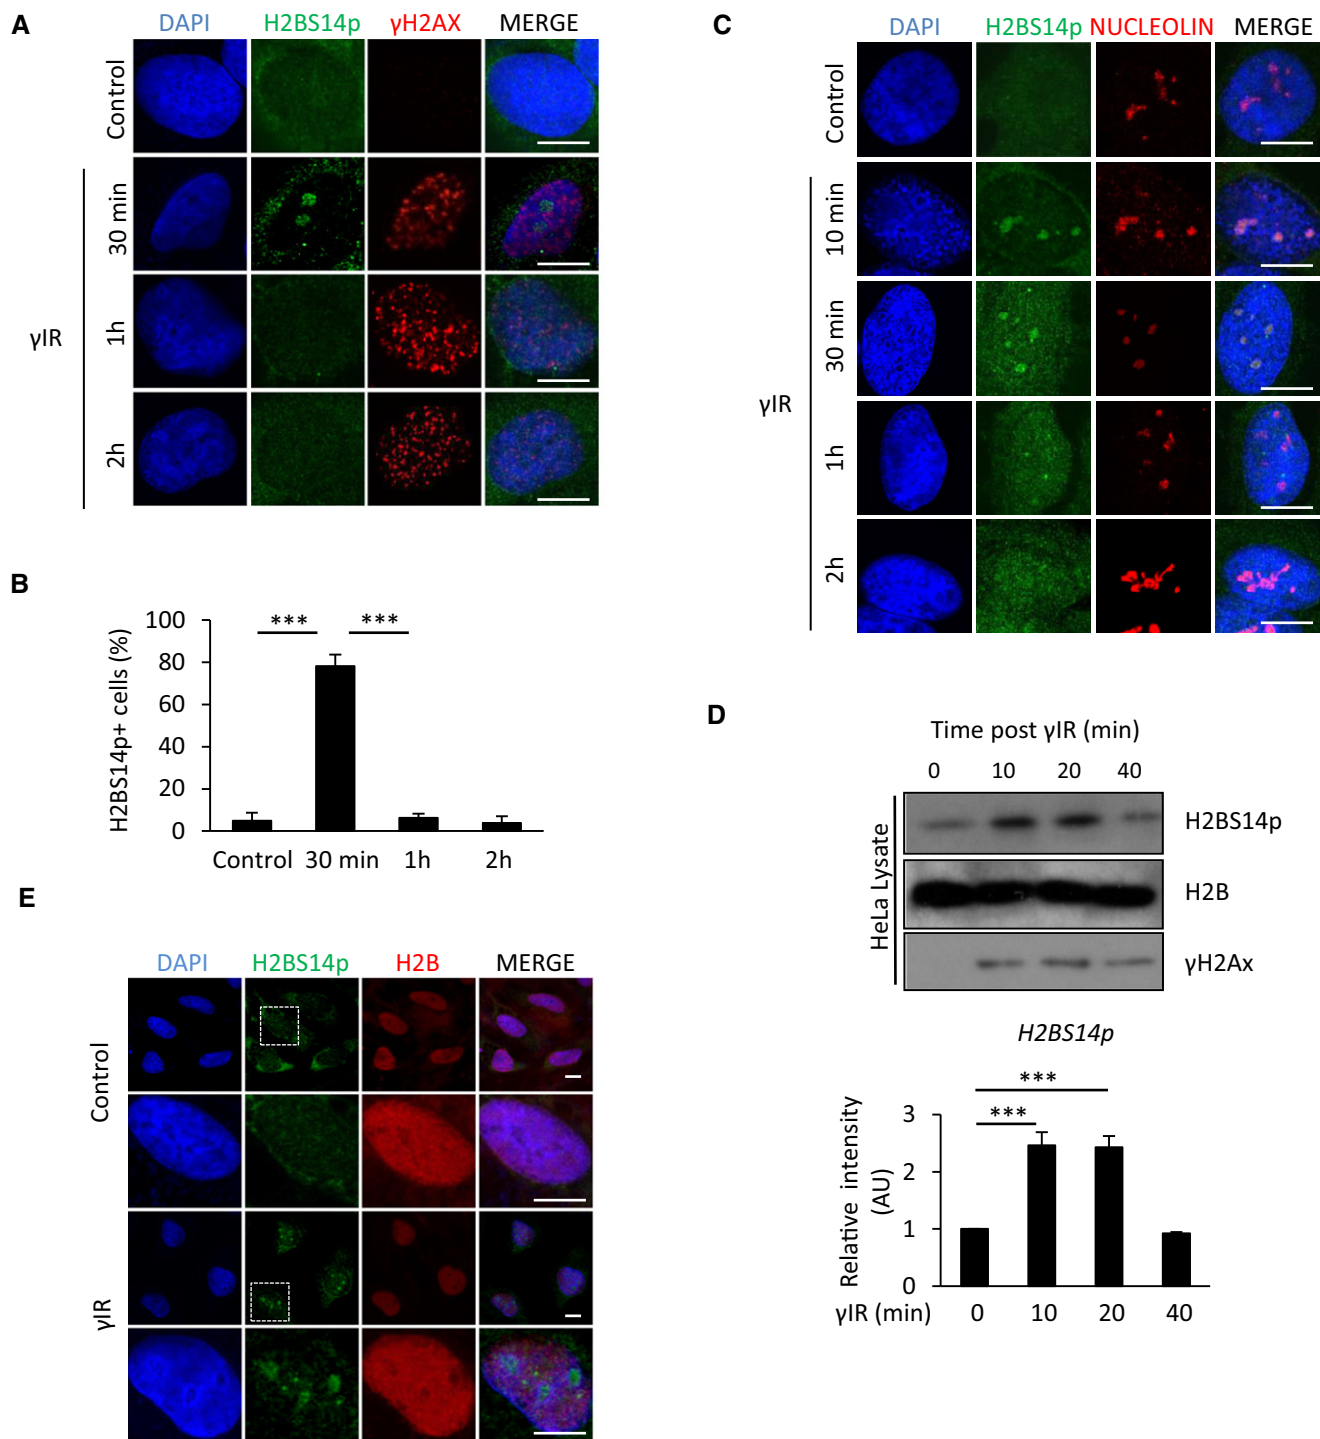 A
DAPI H2BS14p γH2AX MERGE
Control
γIR
30 min
1h
2h
B
H2BS14p+ cells (%)
100
80
60
40
20
0
*** ***
Control 30 min 1h 2h
C
DAPI H2BS14p NUCLEOLIN MERGE
Control
γIR
10 min
30 min
1h
2h
D
Time post γIR (min)
0 10 20 40
HeLa Lysate
H2BS14p
H2B
γH2Ax
H2BS14p
Relative intensity
(AU)
3
2
1
0
***
***
γIR (min) 0 10 20 40
E
DAPI H2BS14p H2B MERGE
Control
γIR